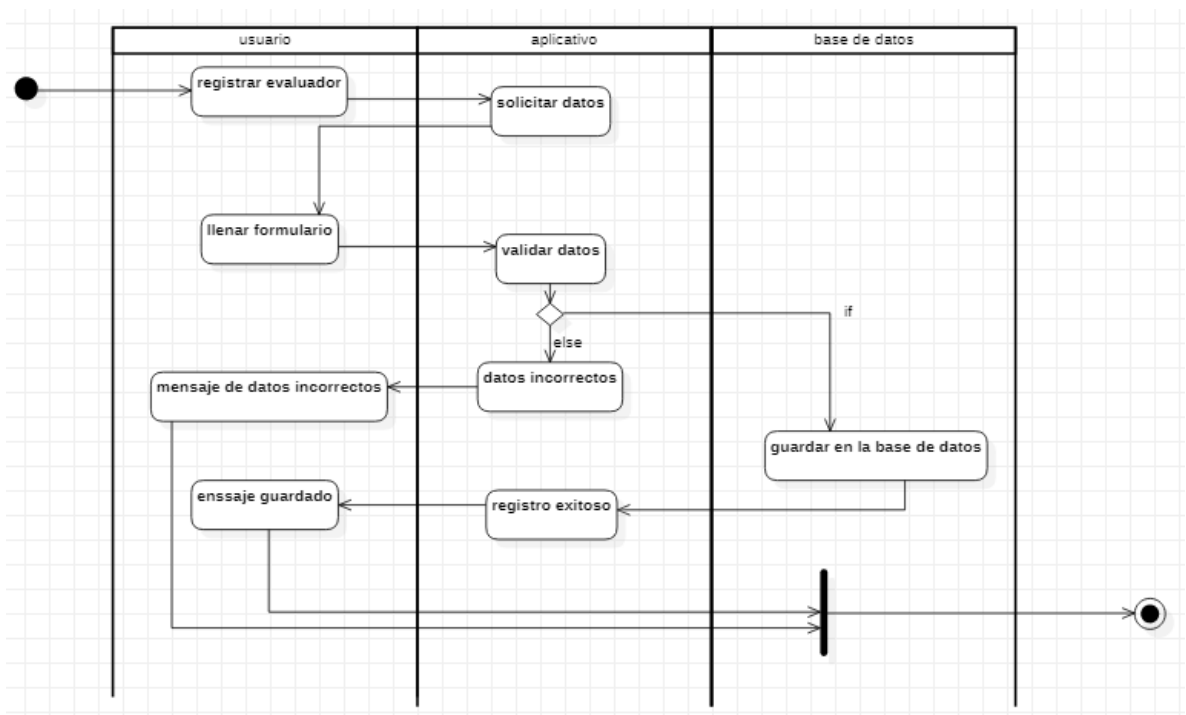 usuario
aplicativo
base de datos
registrar evaluador
solicitar datos
llenar formulario
validar datos
if
else
datos incorrectos
mensaje de datos incorrectos
guardar en la base de datos
enssaje guardado
registro exitoso